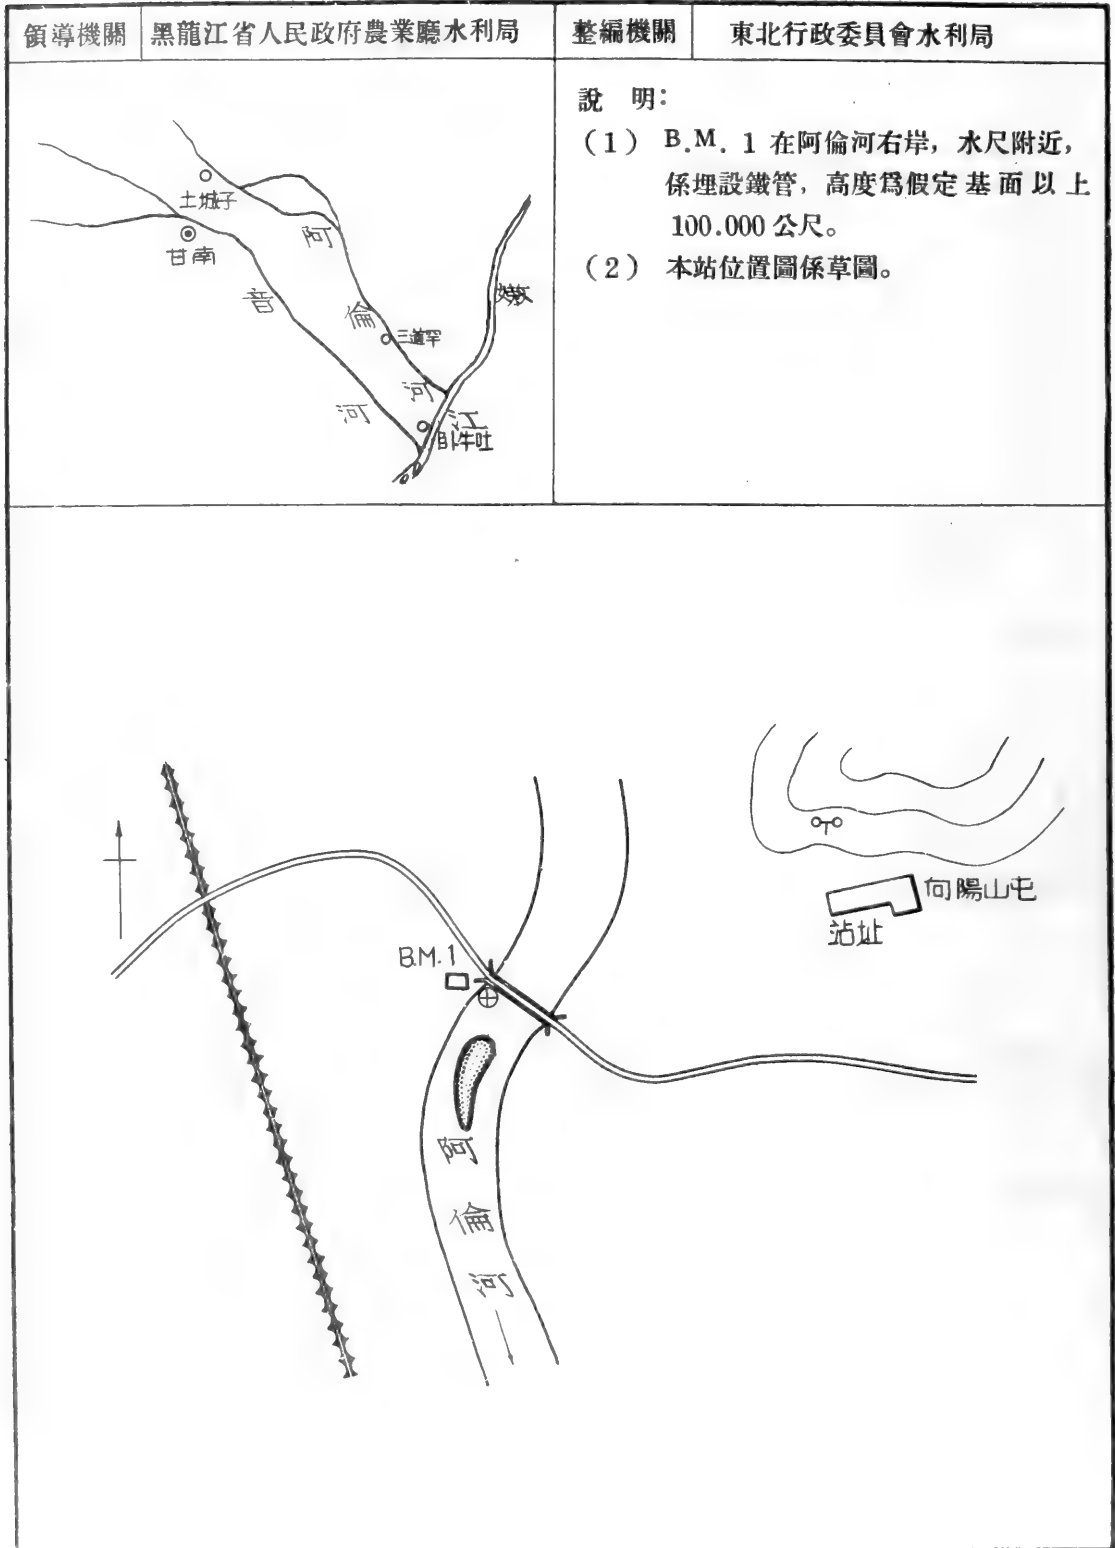 領導機關 黑龍江省人民政府農業廳水利局 整編機關 東北行政委員會水利局
說 明：
（1） B.M. 1 在阿倫河右岸，水尺附近，
係埋設鐵管，高度爲假定基面以上
100.000 公尺。
（2） 本站位置圖係草圖。
土城子
甘南
阿倫河
音河
三道罕
嫩江
臥牛吐
向陽山屯
站址
B.M.1
阿倫河